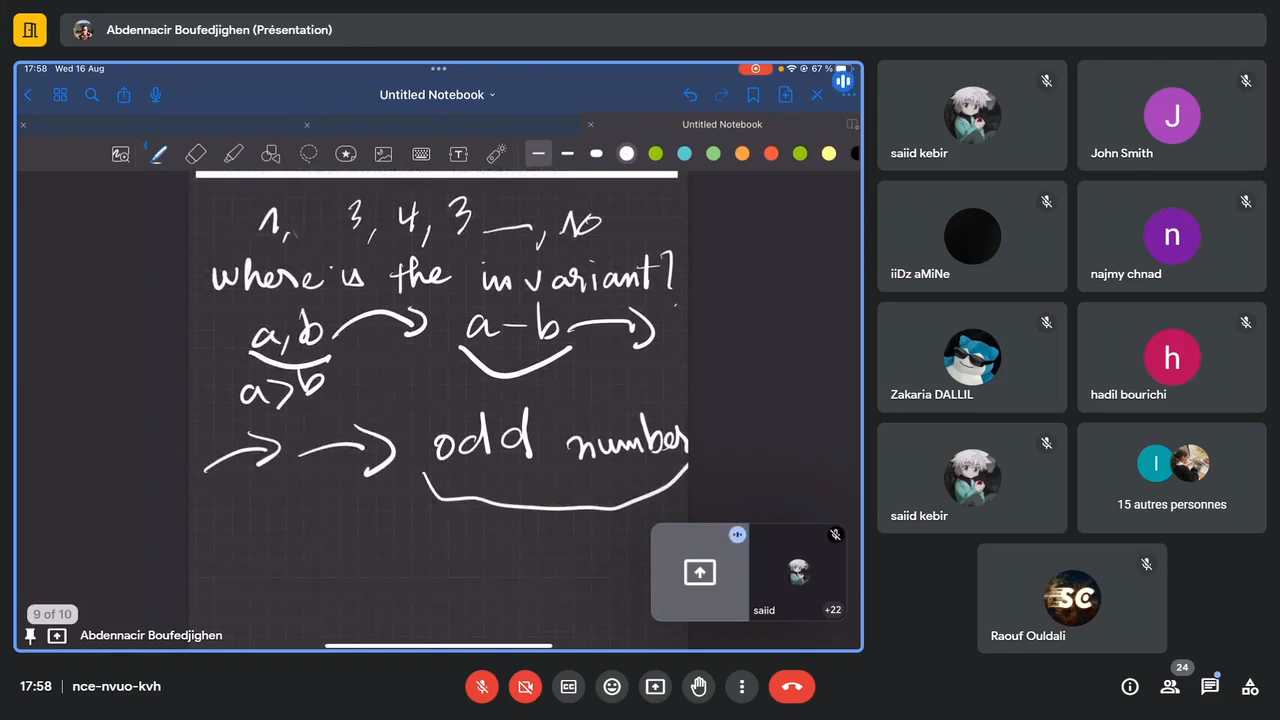 Abdennacir Boufedjighen (Présentation)
17:58 Wed 16 Aug
67 %
Untitled Notebook
Untitled Notebook
1, 3, 4, 3 —, 10
where is the invariant?
a, b → a - b →
a > b
→ → odd number
9 of 10
Abdennacir Boufedjighen
saiid
+22
saiid kebir
J
John Smith
iiDz aMiNe
n
najmy chnad
Zakaria DALLIL
h
hadil bourichi
saiid kebir
I
15 autres personnes
SC
Raouf Ouldali
17:58 nce-nvuo-kvh
24